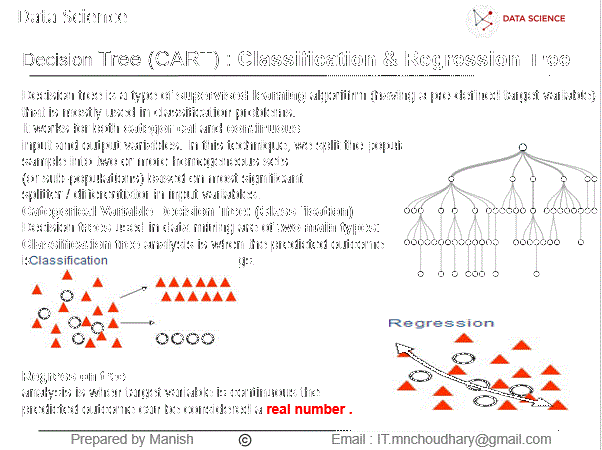 Data Science
DATA SCIENCE
Decision Tree (CART) : Classification & Regression Tree
Decision tree is a type of supervised learning algorithm (having a pre-defined target variable)
that is mostly used in classification problems.
It works for both categorical and continuous
input and output variables. In this technique, we split the
sample into two or more homogeneous sets
(or sub-populations) based on most significant
splitter / differentiator in input variables.
Categorical Variable Decision Tree: (Classification)
Decision trees used in data mining are of two main types:
Classification tree analysis is when the predicted outcome
Classification
Regression
Regression tree
analysis is when target variable is continuous the
predicted outcome can be considered a real number .
Prepared by Manish © Email : IT.mnchoudhary@gmail.com